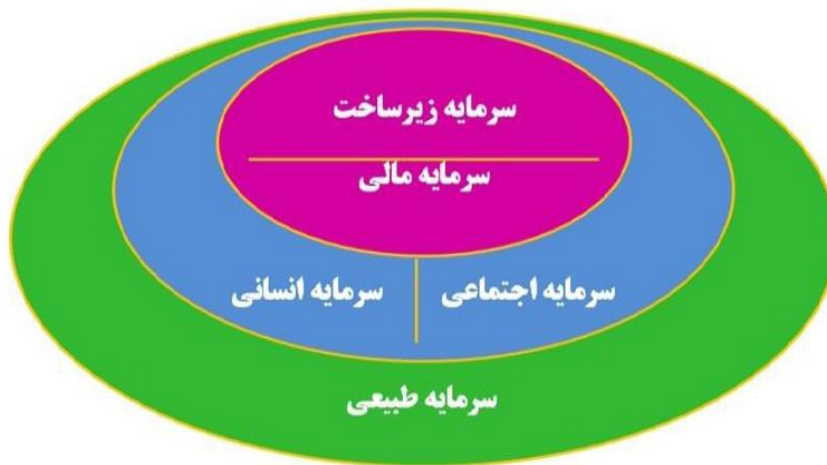 سرمایه زیرساخت
سرمایه مالی
سرمایه اجتماعی
سرمایه انسانی
سرمایه طبیعی